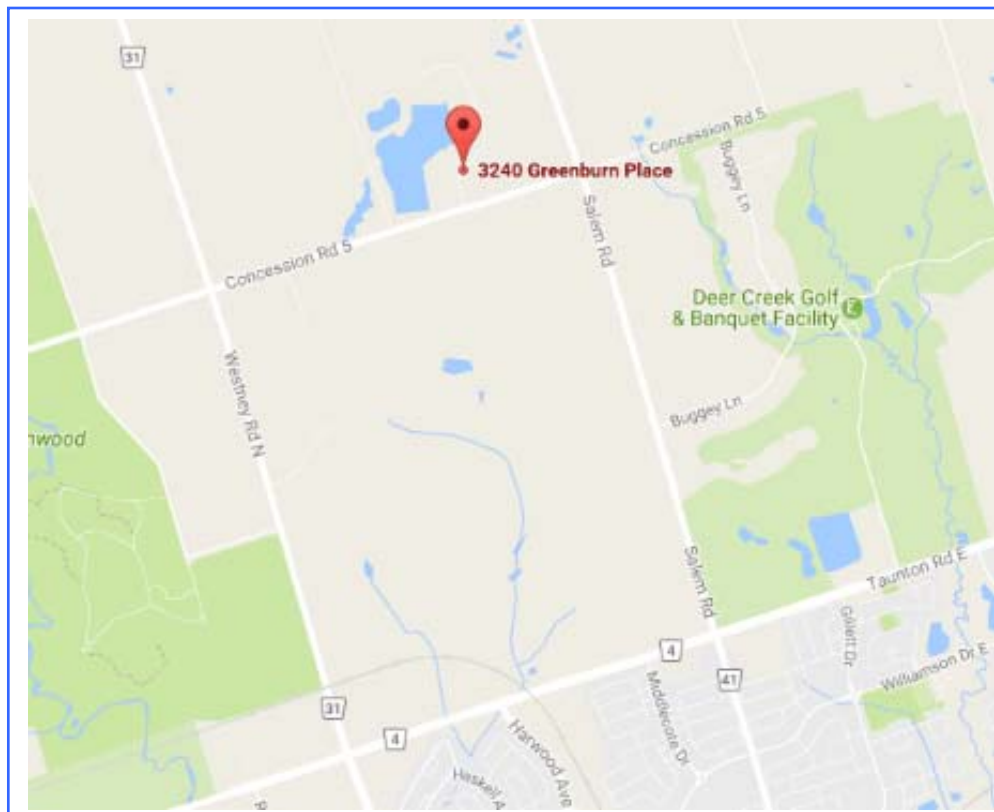 31
Concession Rd 5
Buggey Ln
3240 Greenburn Place
Salem Rd
Concession Rd 5
Deer Creek Golf
& Banquet Facility
E
Westney Rd N
Buggey Ln
nwood
Salem Rd
Taunton Rd E
Gillett Dr
4
Williamson Dr E
41
Middlecote Dr
31
4
Harwood Ave
Haskell A
R